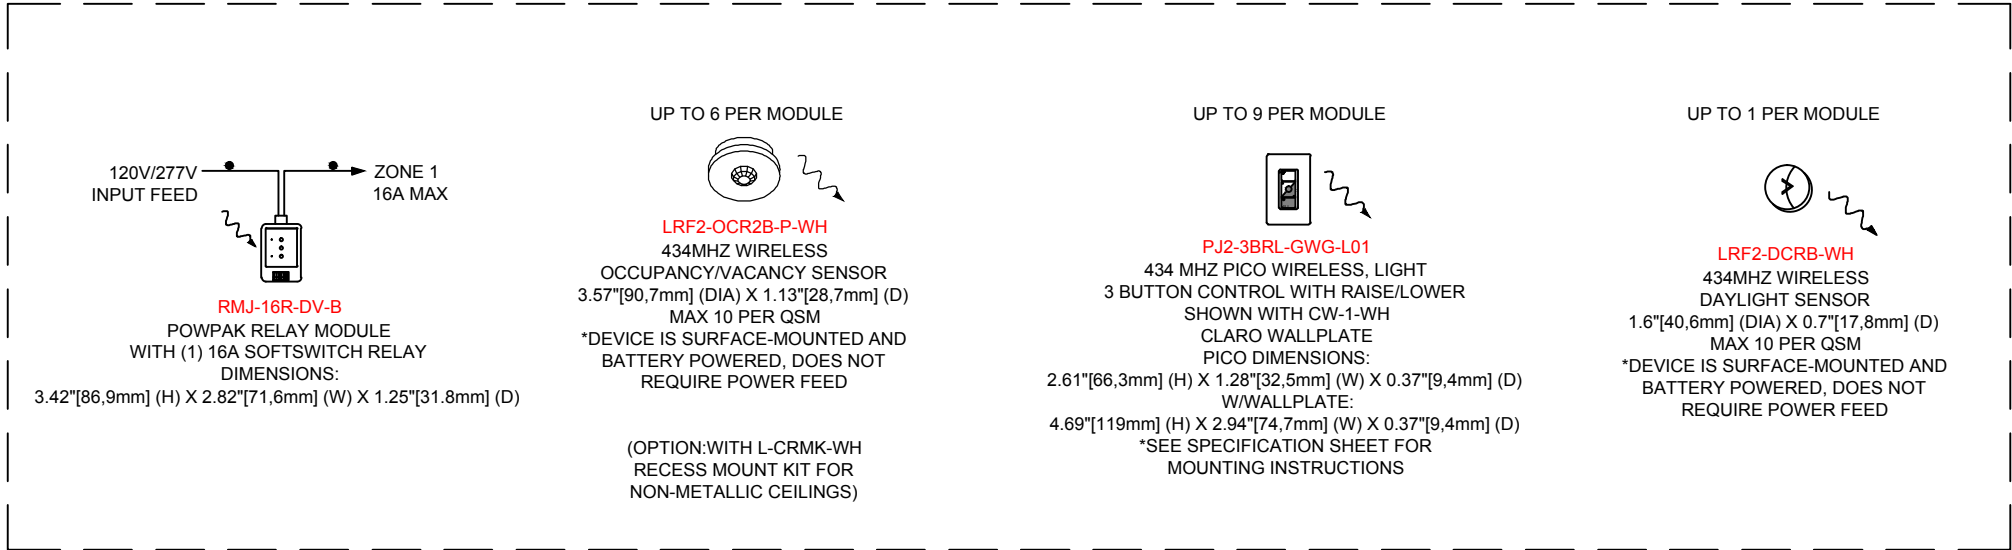 120V/277V
INPUT FEED
ZONE 1
16A MAX
RMJ-16R-DV-B
POWPAK RELAY MODULE
WITH (1) 16A SOFTSWITCH RELAY
DIMENSIONS:
3.42"[86,9mm] (H) X 2.82"[71,6mm] (W) X 1.25"[31.8mm] (D)
UP TO 6 PER MODULE
LRF2-OCR2B-P-WH
434MHZ WIRELESS
OCCUPANCY/VACANCY SENSOR
3.57"[90,7mm] (DIA) X 1.13"[28,7mm] (D)
MAX 10 PER QSM
*DEVICE IS SURFACE-MOUNTED AND
BATTERY POWERED, DOES NOT
REQUIRE POWER FEED
(OPTION:WITH L-CRMK-WH
RECESS MOUNT KIT FOR
NON-METALLIC CEILINGS)
UP TO 9 PER MODULE
PJ2-3BRL-GWG-L01
434 MHZ PICO WIRELESS, LIGHT
3 BUTTON CONTROL WITH RAISE/LOWER
SHOWN WITH CW-1-WH
CLARO WALLPLATE
PICO DIMENSIONS:
2.61"[66,3mm] (H) X 1.28"[32,5mm] (W) X 0.37"[9,4mm] (D)
W/WALLPLATE:
4.69"[119mm] (H) X 2.94"[74,7mm] (W) X 0.37"[9,4mm] (D)
*SEE SPECIFICATION SHEET FOR
MOUNTING INSTRUCTIONS
UP TO 1 PER MODULE
LRF2-DCRB-WH
434MHZ WIRELESS
DAYLIGHT SENSOR
1.6"[40,6mm] (DIA) X 0.7"[17,8mm] (D)
MAX 10 PER QSM
*DEVICE IS SURFACE-MOUNTED AND
BATTERY POWERED, DOES NOT
REQUIRE POWER FEED